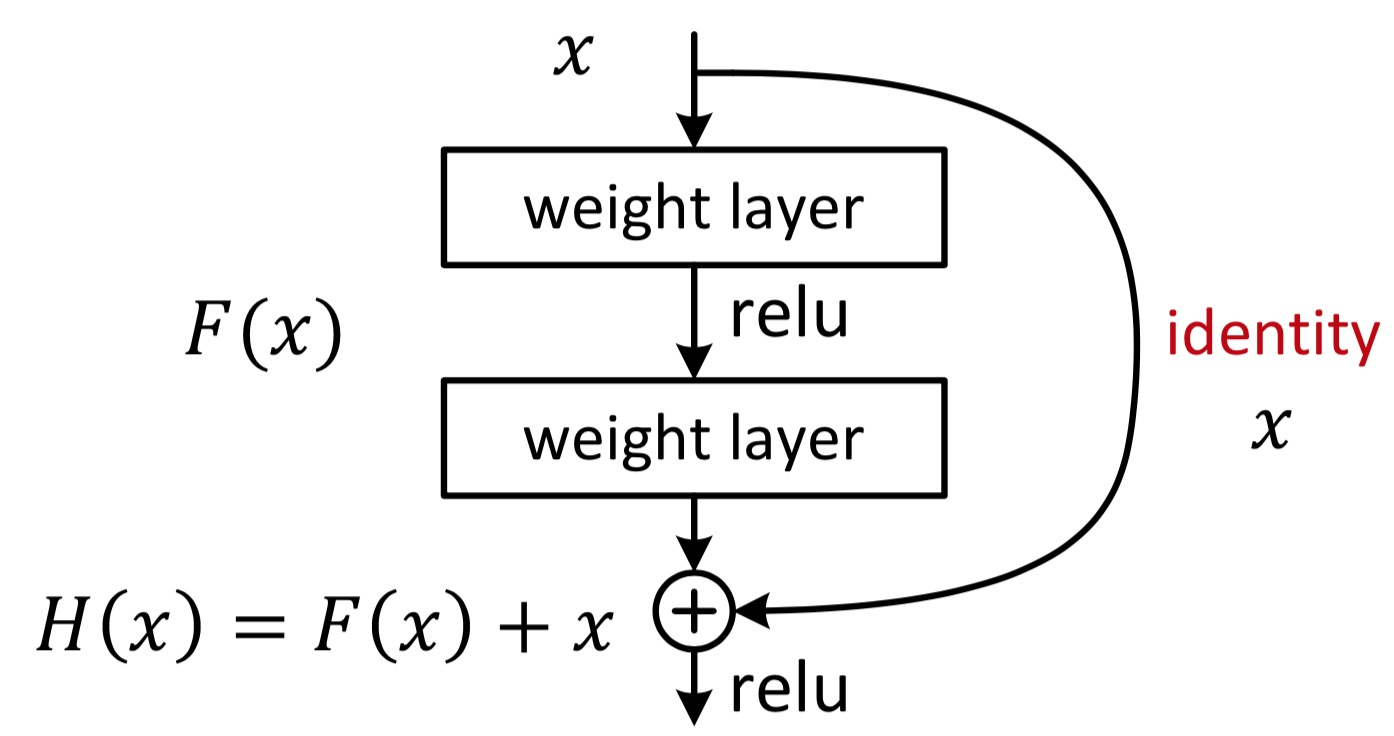 x
weight layer
relu
F(x)
identity
x
weight layer
H(x) = F(x) + x
relu